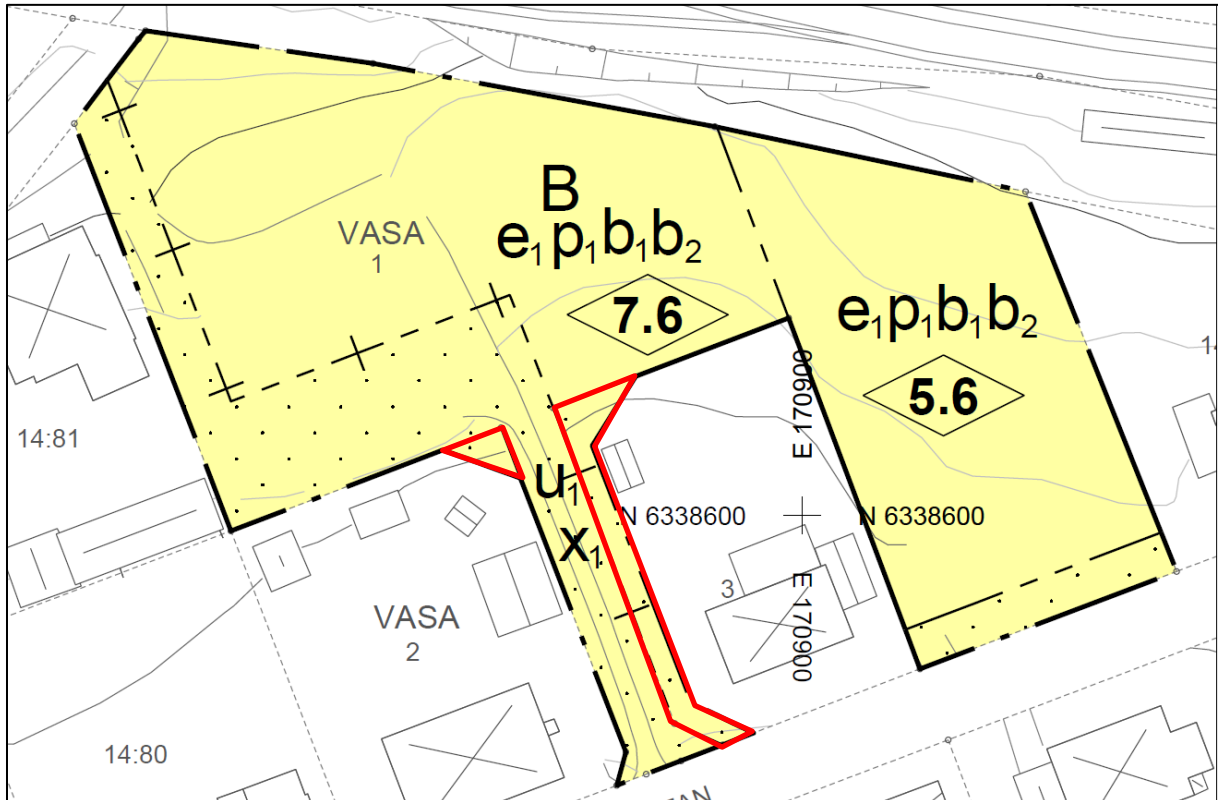 B
VASA
1
e₁p₁b₁b₂
7.6
e₁p₁b₁b₂
5.6
E 170900
14:81
u₁
N 6338600
N 6338600
x₁
3
E 170900
VASA
2
14:80